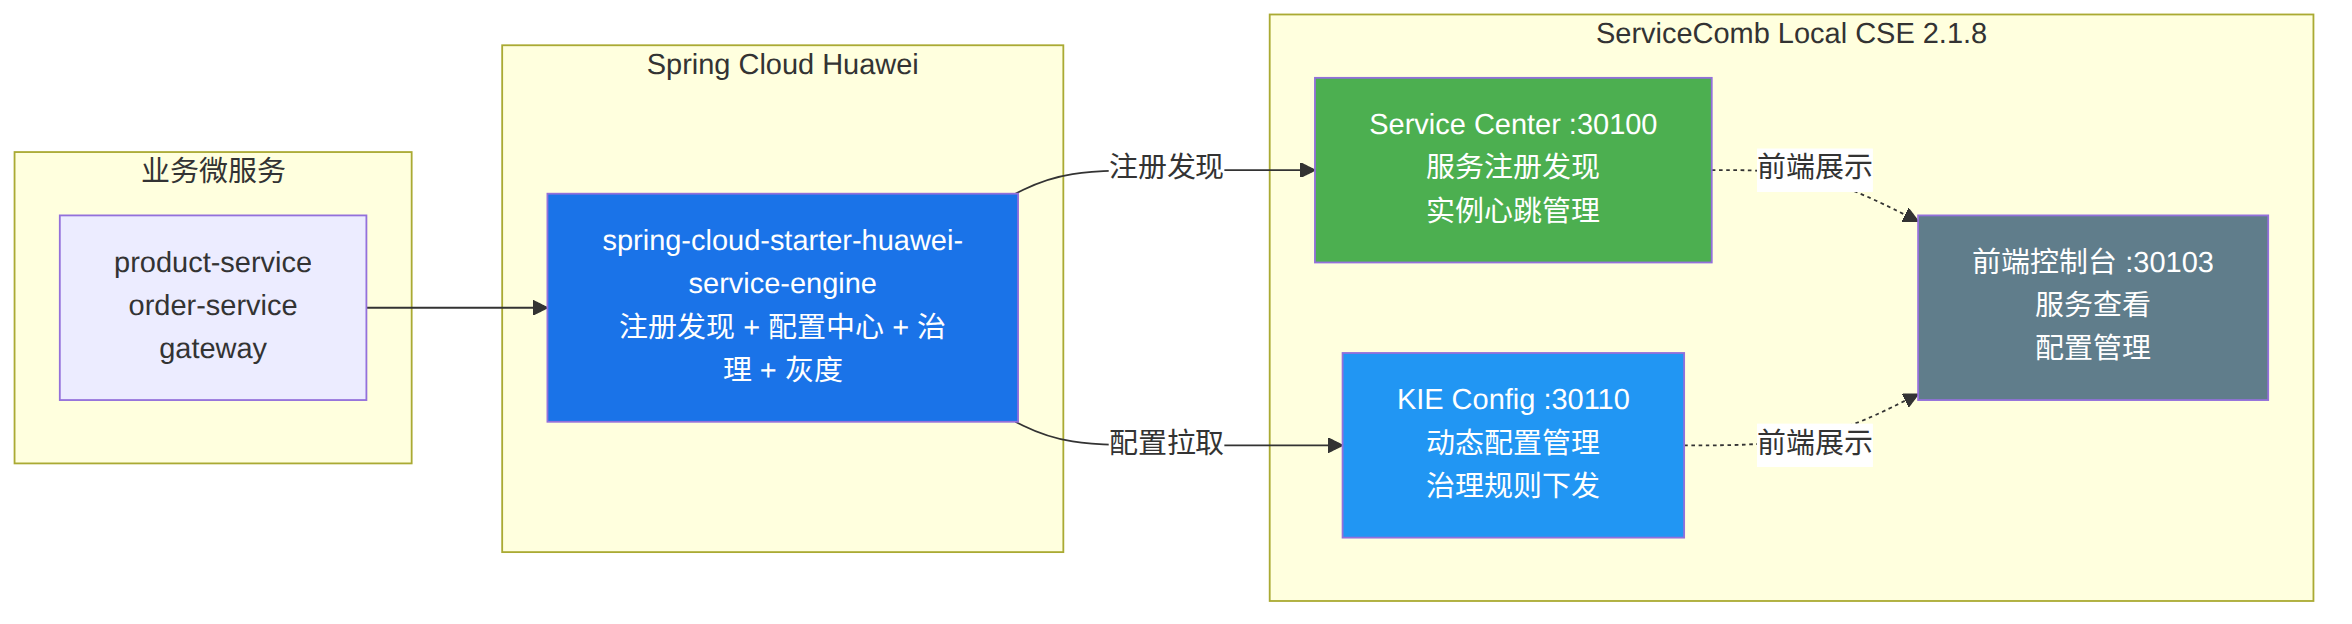 业务微服务
product-service
order-service
gateway
Spring Cloud Huawei
spring-cloud-starter-huawei-
service-engine
注册发现 + 配置中心 + 治
理 + 灰度
注册发现
配置拉取
ServiceComb Local CSE 2.1.8
Service Center :30100
服务注册发现
实例心跳管理
KIE Config :30110
动态配置管理
治理规则下发
前端展示
前端展示
前端控制台 :30103
服务查看
配置管理